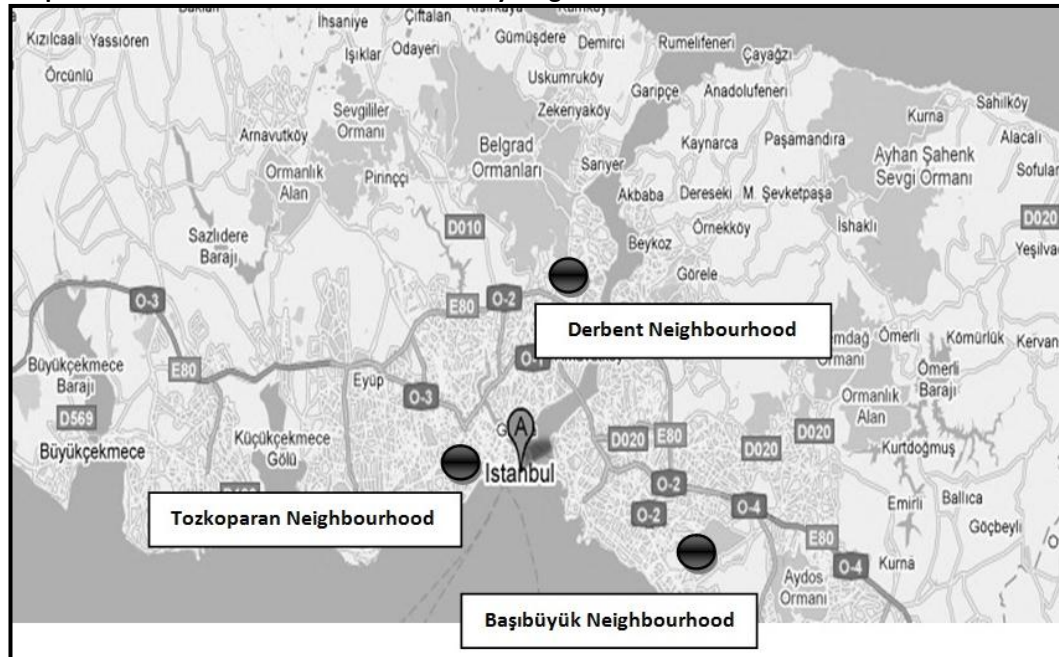 İhsaniye
Çiftalan
Kızılcaali
Yassıören
Işıklar
Odayeri
Gümüşdere
Demirci
Rumelifeneri
Çayağzı
Örcünlü
Uskumruköy
Garipçe
Anadolufeneri
Sevgililer
Ormanı
Zekeriyaköy
Kurna
Sahilköy
Arnavutköy
Belgrad
Ormanları
Kaynarca
Paşamandıra
Alacalı
Ayhan Şahenk
Sevgi Ormanı
Ormanlık
Alan
Pirinççi
Sarıyer
Akbaba
Dereseki
M. Şevketpaşa
Sofular
Sazlıdere
Barajı
D010
Örnekköy
İshaklı
D020
Beykoz
Yeşilva
Görele
O-3
E80
O-2
Derbent Neighbourhood
Ömerli
Kömürlük
Kervan
Ormanı
Büyükçekmece
Barajı
E80
Eyüp
O-3
Ömerli
Barajı
Ormanlık
Alan
D569
A
Büyükçekmece
Küçükçekmece
Gölü
D020
E80
D020
D020
Kurtdoğmuş
İstanbul
O-2
Tozkoparan Neighbourhood
O-2
O-4
Emirli
Ballıca
Göçbeyli
E80
O-4
Kurna
Aydos
Ormanı
Başıbüyük Neighbourhood